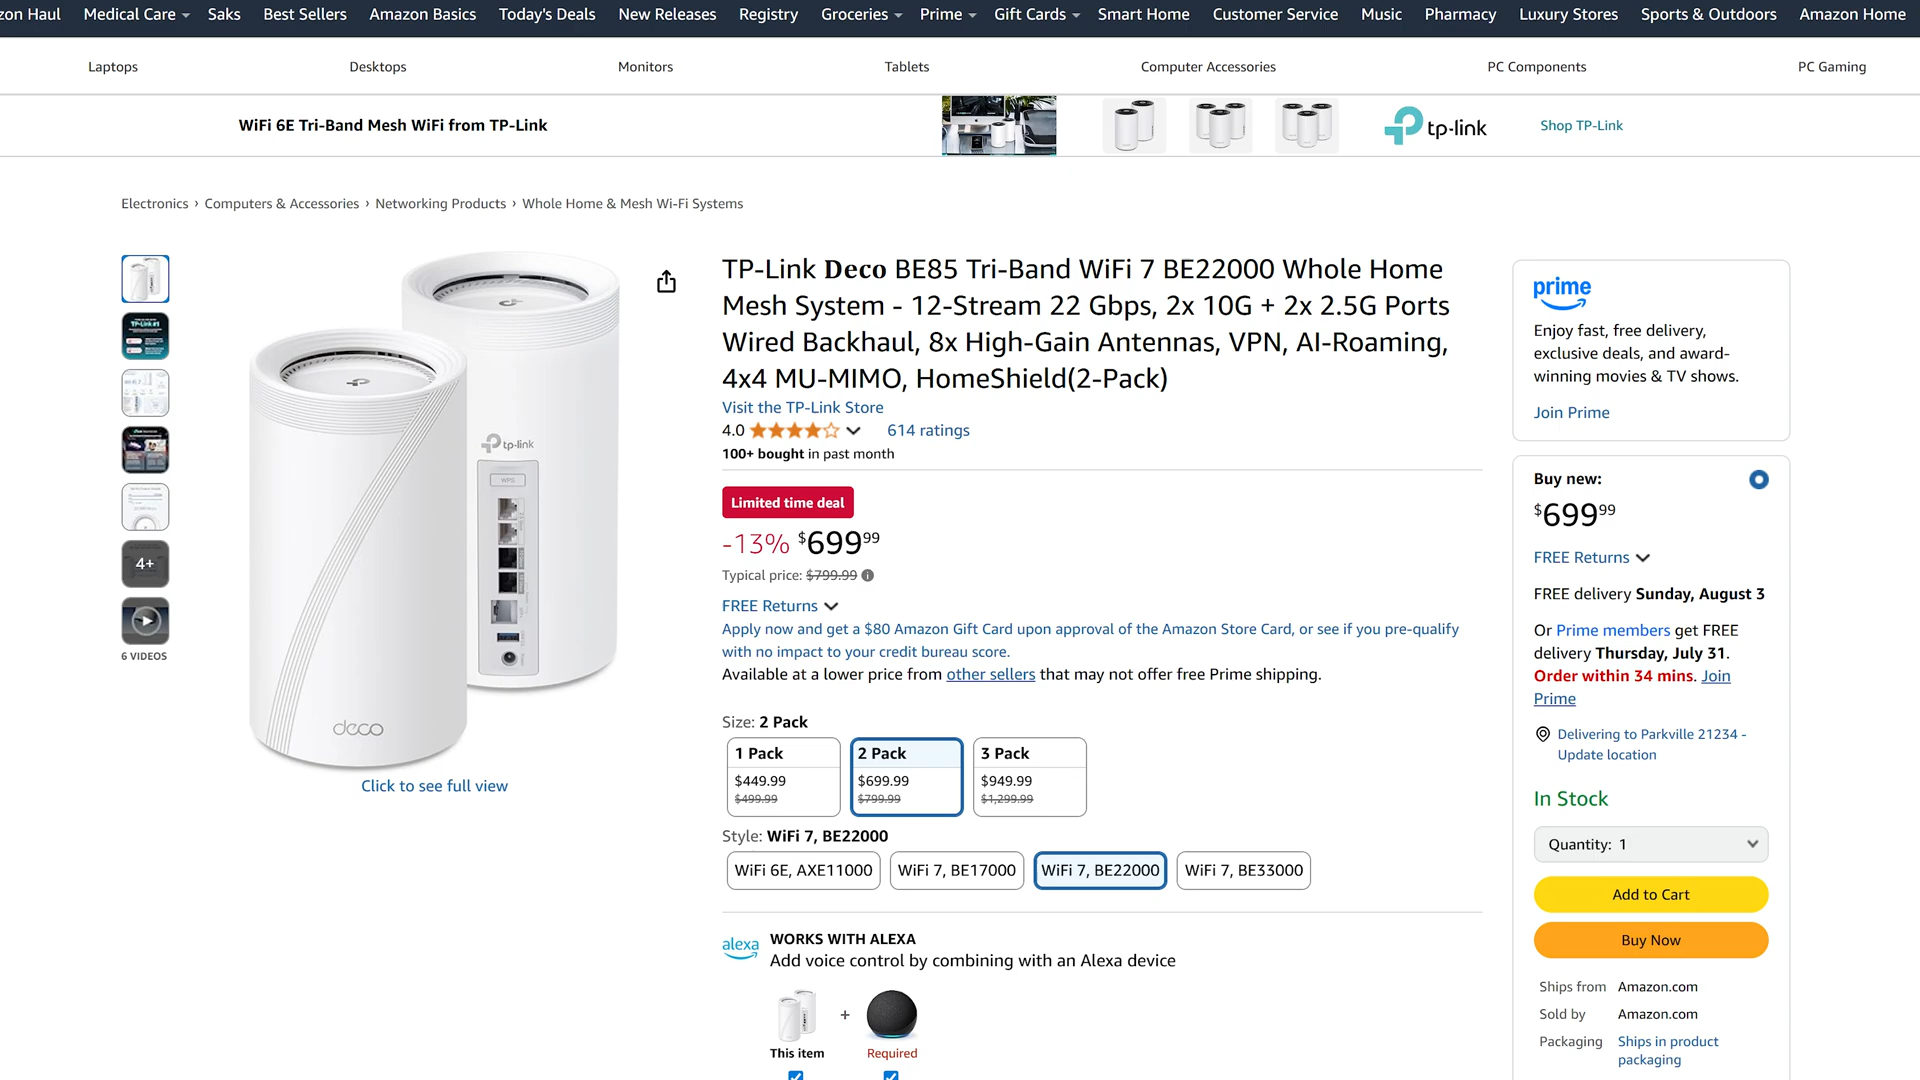 zon Haul Medical Care Saks Best Sellers Amazon Basics Today's Deals New Releases Registry Groceries Prime Gift Cards Smart Home Customer Service Music Pharmacy Luxury Stores Sports & Outdoors Amazon Home
Laptops Desktops Monitors Tablets Computer Accessories PC Components PC Gaming
WiFi 6E Tri-Band Mesh WiFi from TP-Link
tp-link
Shop TP-Link
Electronics › Computers & Accessories › Networking Products › Whole Home & Mesh Wi-Fi Systems
4+
6 VIDEOS
tp-link
WPS
deco
Click to see full view
TP-Link Deco BE85 Tri-Band WiFi 7 BE22000 Whole Home
Mesh System - 12-Stream 22 Gbps, 2x 10G + 2x 2.5G Ports
Wired Backhaul, 8x High-Gain Antennas, VPN, AI-Roaming,
4x4 MU-MIMO, HomeShield(2-Pack)
Visit the TP-Link Store
4.0 614 ratings
100+ bought in past month
Limited time deal
-13% $699.99
Typical price: $799.99
FREE Returns
Apply now and get a $80 Amazon Gift Card upon approval of the Amazon Store Card, or see if you pre-qualify
with no impact to your credit bureau score.
Available at a lower price from other sellers that may not offer free Prime shipping.
Size: 2 Pack
1 Pack
$449.99
$499.99
2 Pack
$699.99
$799.99
3 Pack
$949.99
$1,299.99
Style: WiFi 7, BE22000
WiFi 6E, AXE11000 WiFi 7, BE17000 WiFi 7, BE22000 WiFi 7, BE33000
alexa
WORKS WITH ALEXA
Add voice control by combining with an Alexa device
+
This item
Required
prime
Enjoy fast, free delivery,
exclusive deals, and award-
winning movies & TV shows.
Join Prime
Buy new:
$699.99
FREE Returns
FREE delivery Sunday, August 3
Or Prime members get FREE
delivery Thursday, July 31.
Order within 34 mins. Join
Prime
Delivering to Parkville 21234 -
Update location
In Stock
Quantity: 1
Add to Cart
Buy Now
Ships from Amazon.com
Sold by Amazon.com
Packaging Ships in product
packaging